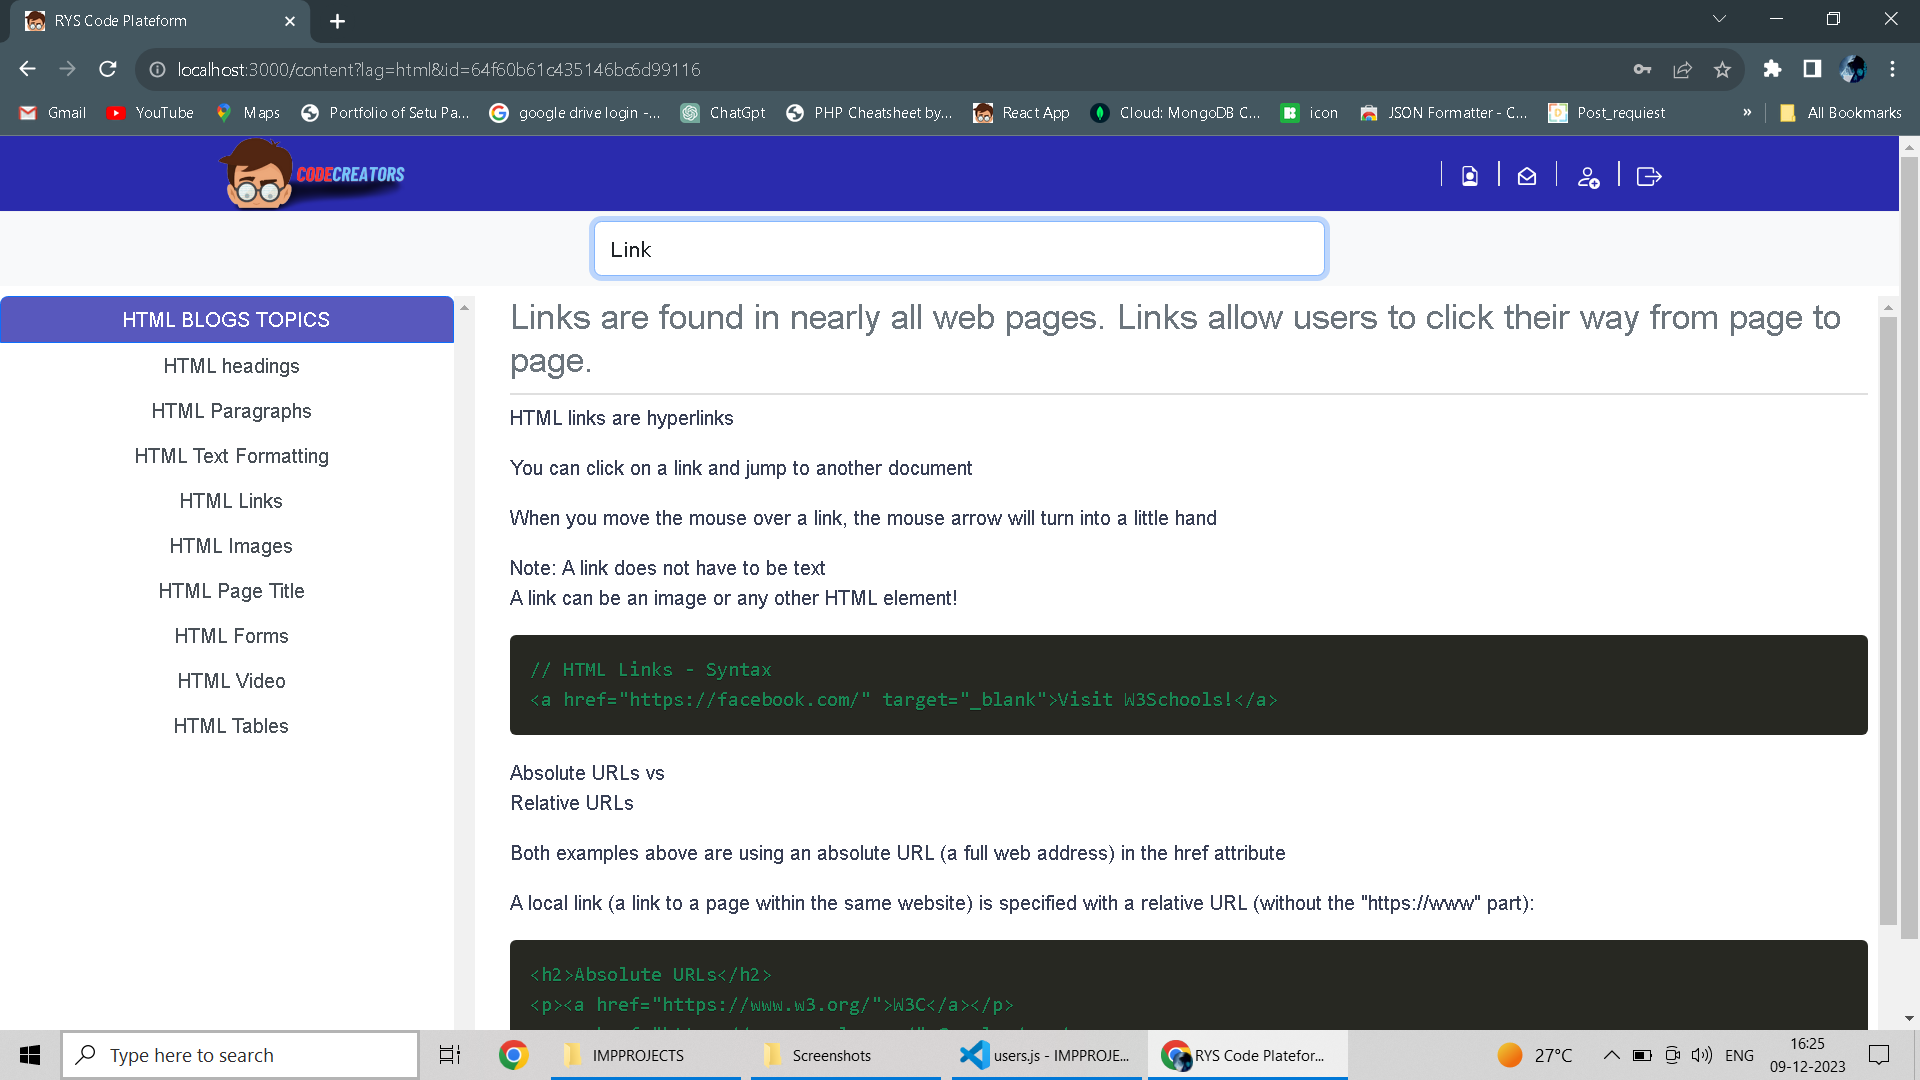 RYS Code Plateform
localhost:3000/content?lag=html&id=64f60b61c435146bc6d99116
Gmail
YouTube
Maps
Portfolio of Setu Pa...
google drive login -...
ChatGpt
PHP Cheatsheet by...
React App
Cloud: MongoDB C...
icon
JSON Formatter - C...
Post_requiest
»
All Bookmarks
CODECREATORS
Link
HTML BLOGS TOPICS
HTML headings
HTML Paragraphs
HTML Text Formatting
HTML Links
HTML Images
HTML Page Title
HTML Forms
HTML Video
HTML Tables
Links are found in nearly all web pages. Links allow users to click their way from page to
page.
HTML links are hyperlinks
You can click on a link and jump to another document
When you move the mouse over a link, the mouse arrow will turn into a little hand
Note: A link does not have to be text
A link can be an image or any other HTML element!
// HTML Links - Syntax
<a href="https://facebook.com/" target="_blank">Visit W3Schools!</a>
Absolute URLs vs
Relative URLs
Both examples above are using an absolute URL (a full web address) in the href attribute
A local link (a link to a page within the same website) is specified with a relative URL (without the "https://www" part):
<h2>Absolute URLs</h2>
<p><a href="https://www.w3.org/">W3C</a></p>
Type here to search
IMPPROJECTS
Screenshots
users.js - IMPPROJE...
RYS Code Platefor...
27°C
ENG
16:25
09-12-2023